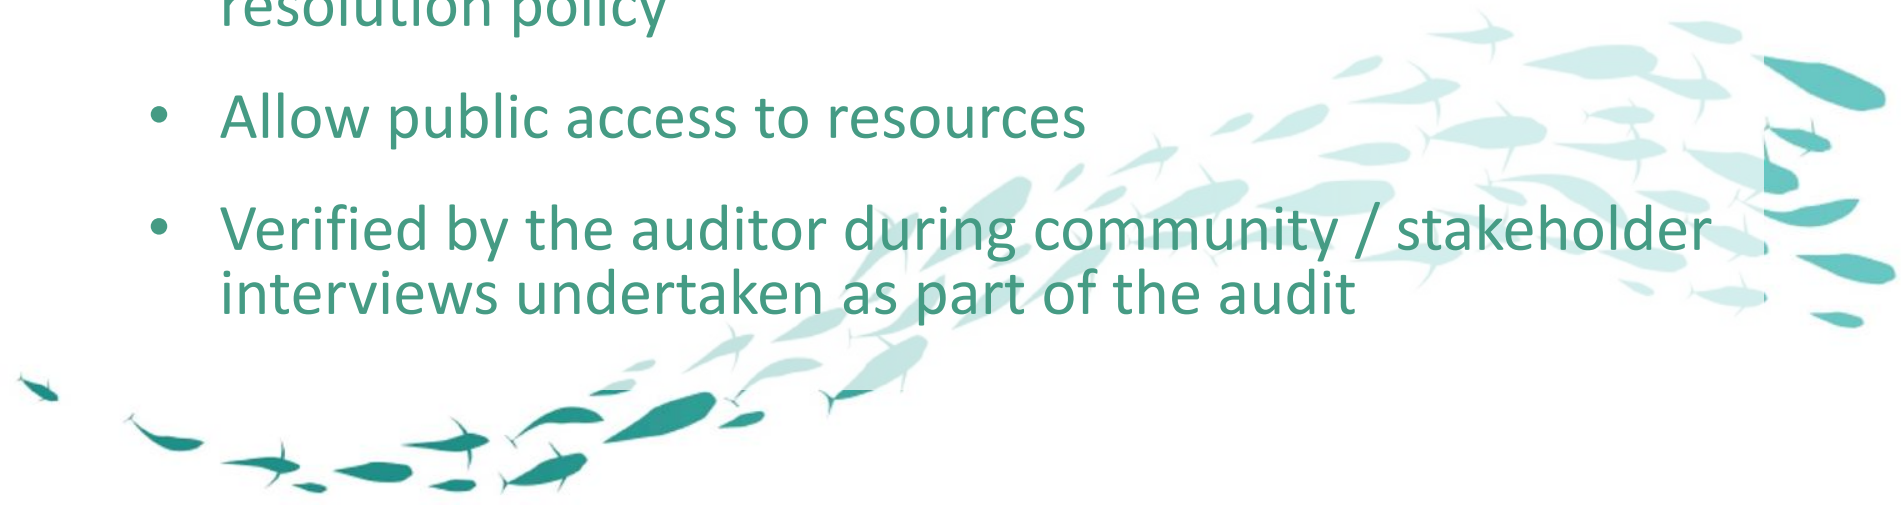 resolution policy
• Allow public access to resources
• Verified by the auditor during community / stakeholder
interviews undertaken as part of the audit